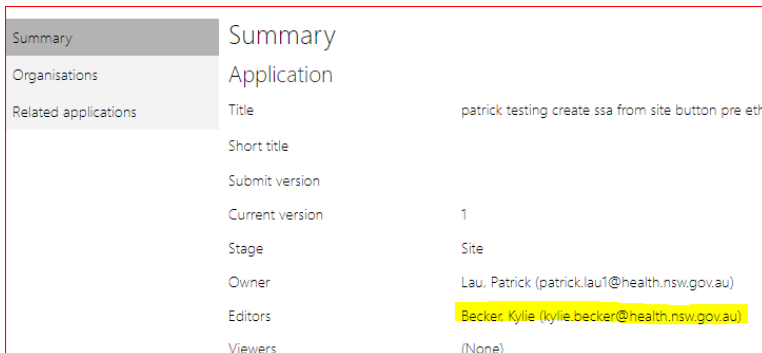 Summary
Organisations
Related applications
Summary
Application
Title patrick testing create ssa from site button pre eth
Short title
Submit version
Current version 1
Stage Site
Owner Lau, Patrick (patrick.lau1@health.nsw.gov.au)
Editors Becker, Kylie (kylie.becker@health.nsw.gov.au)
Viewers (None)